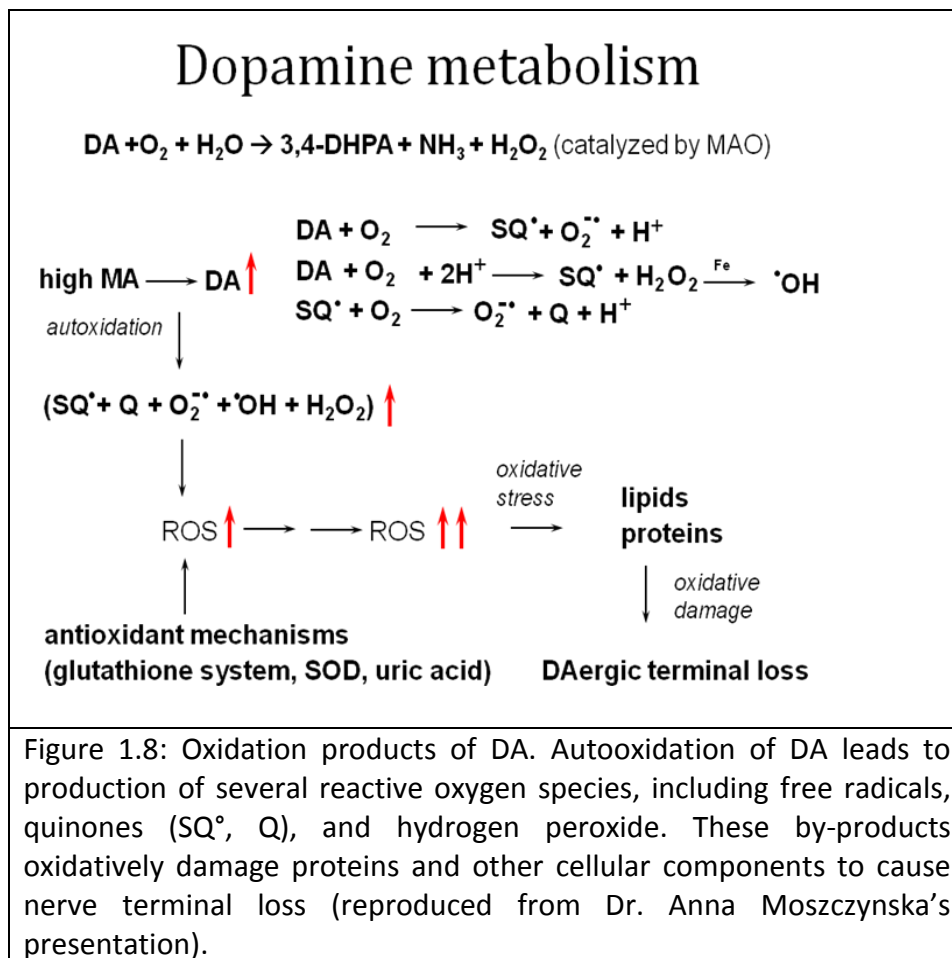 Dopamine metabolism
DA +O₂ + H₂O → 3,4-DHPA + NH₃ + H₂O₂ (catalyzed by MAO)
DA + O₂ ⟶ SQ• + O₂⁻• + H⁺
high MA ⟶ DA ↑ DA + O₂ + 2H⁺ ⟶ SQ• + H₂O₂ ⟶ •OH
Fe
SQ• + O₂ ⟶ O₂⁻• + Q + H⁺
autoxidation
(SQ•+ Q + O₂⁻• +•OH + H₂O₂) ↑
oxidative
stress
lipids
ROS ↑ ⟶ ⟶ ROS ↑↑ ⟶ proteins
oxidative
damage
antioxidant mechanisms
(glutathione system, SOD, uric acid) DAergic terminal loss
Figure 1.8: Oxidation products of DA. Autooxidation of DA leads to
production of several reactive oxygen species, including free radicals,
quinones (SQ°, Q), and hydrogen peroxide. These by-products
oxidatively damage proteins and other cellular components to cause
nerve terminal loss (reproduced from Dr. Anna Moszczynska’s
presentation).